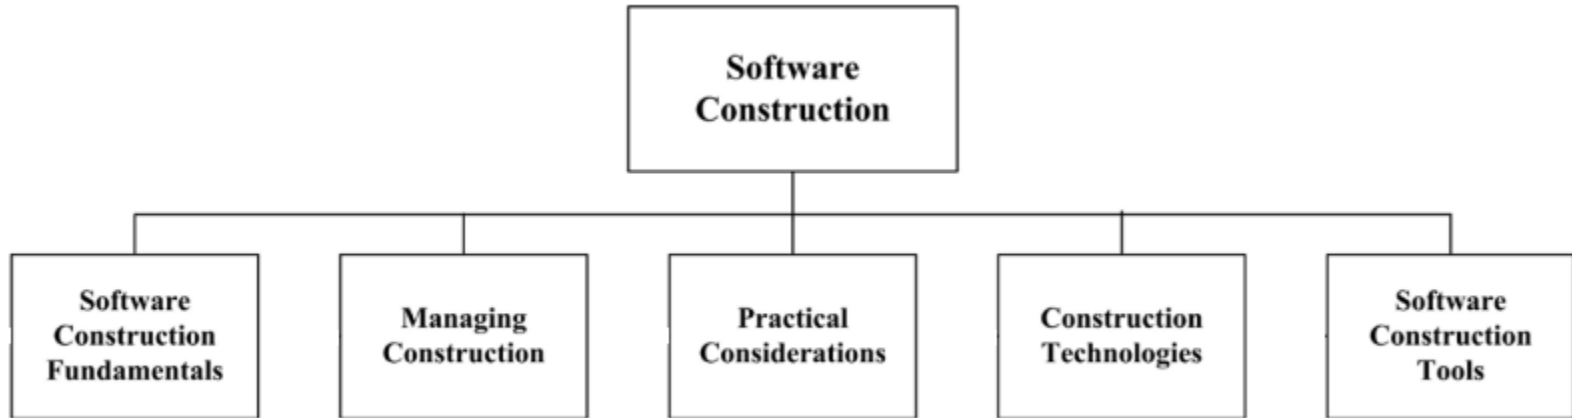 Software
Construction
Software
Construction
Fundamentals
Managing
Construction
Practical
Considerations
Construction
Technologies
Software
Construction
Tools